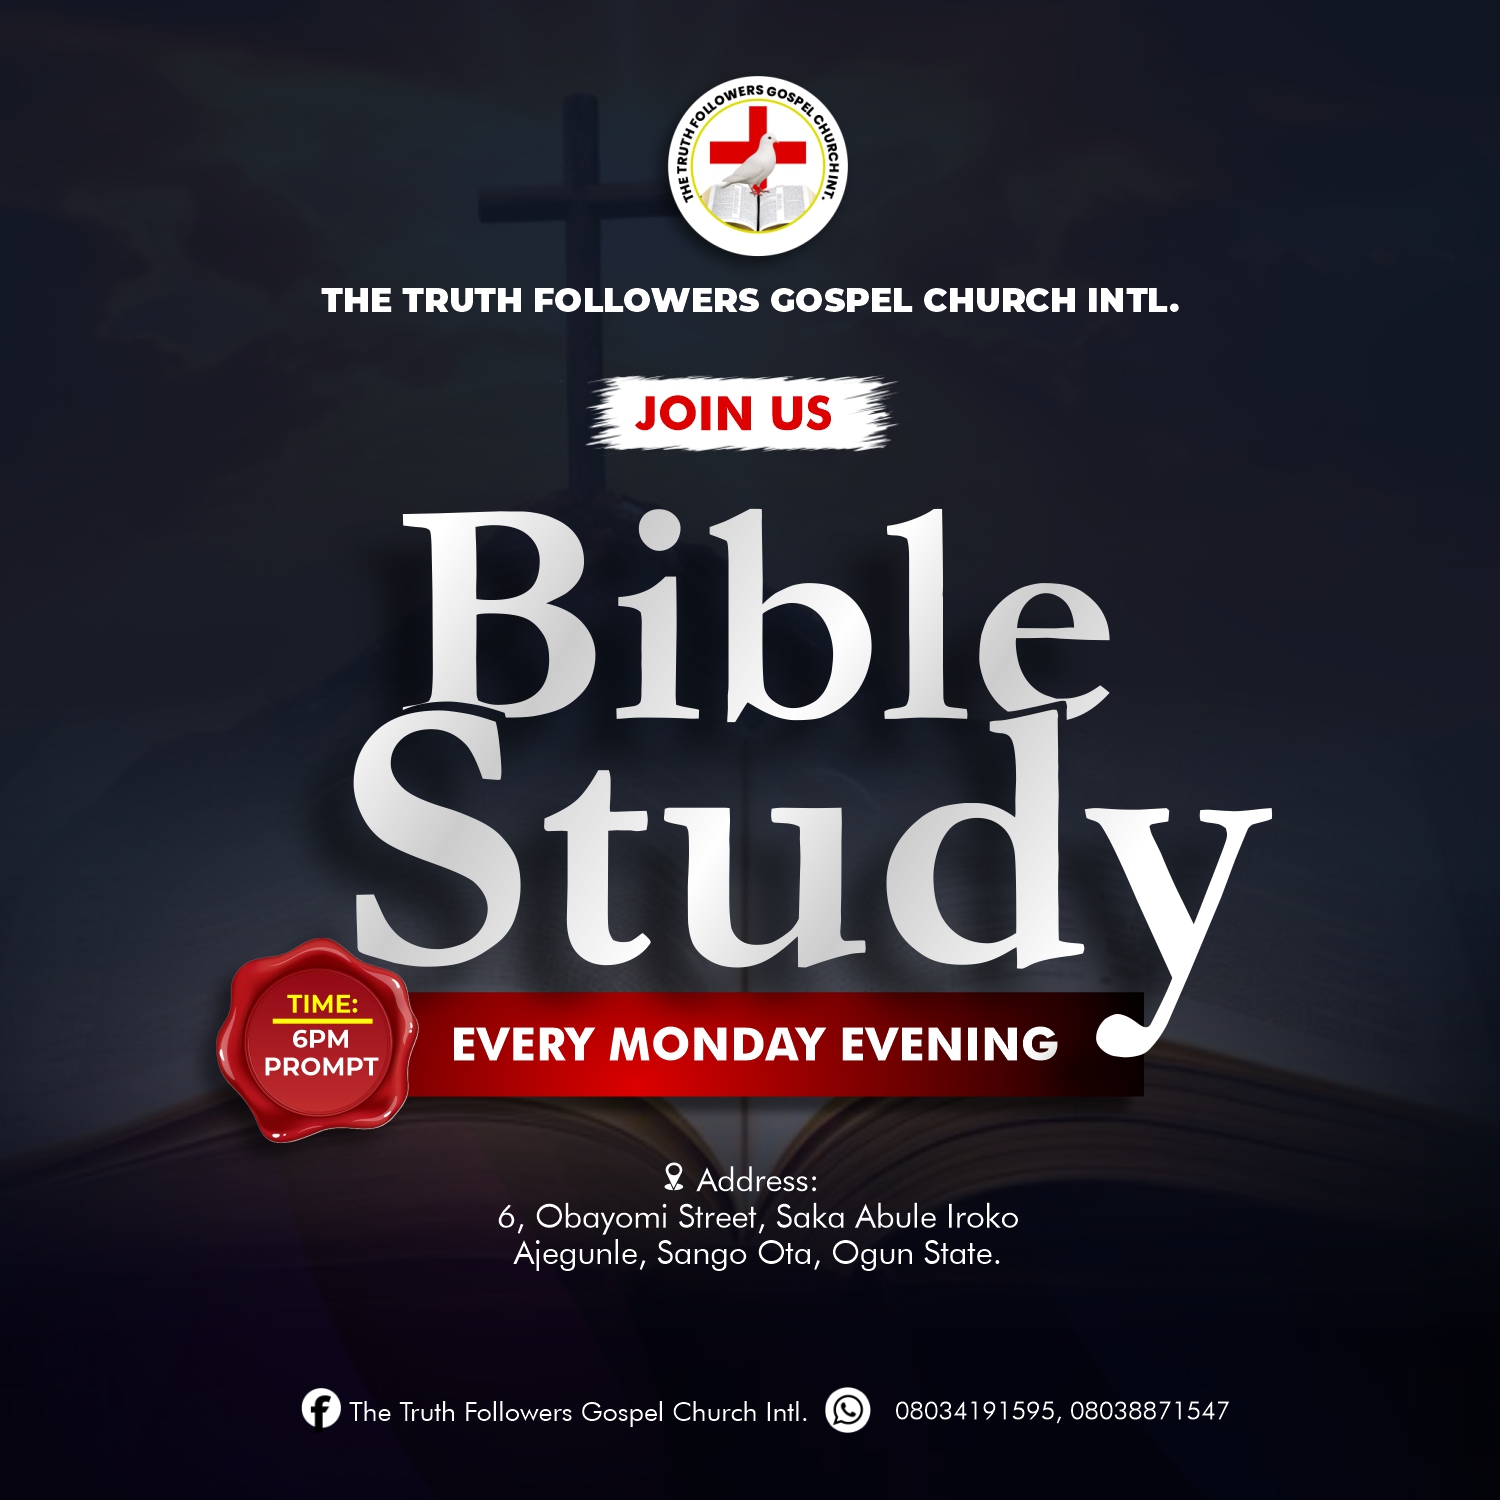 THE TRUTH FOLLOWERS GOSPEL CHURCH INT.
THE TRUTH FOLLOWERS GOSPEL CHURCH INTL.
JOIN US
Bible
Study
TIME:
6PM
PROMPT
EVERY MONDAY EVENING
Address:
6, Obayomi Street, Saka Abule Iroko
Ajegunle, Sango Ota, Ogun State.
The Truth Followers Gospel Church Intl.
08034191595, 08038871547